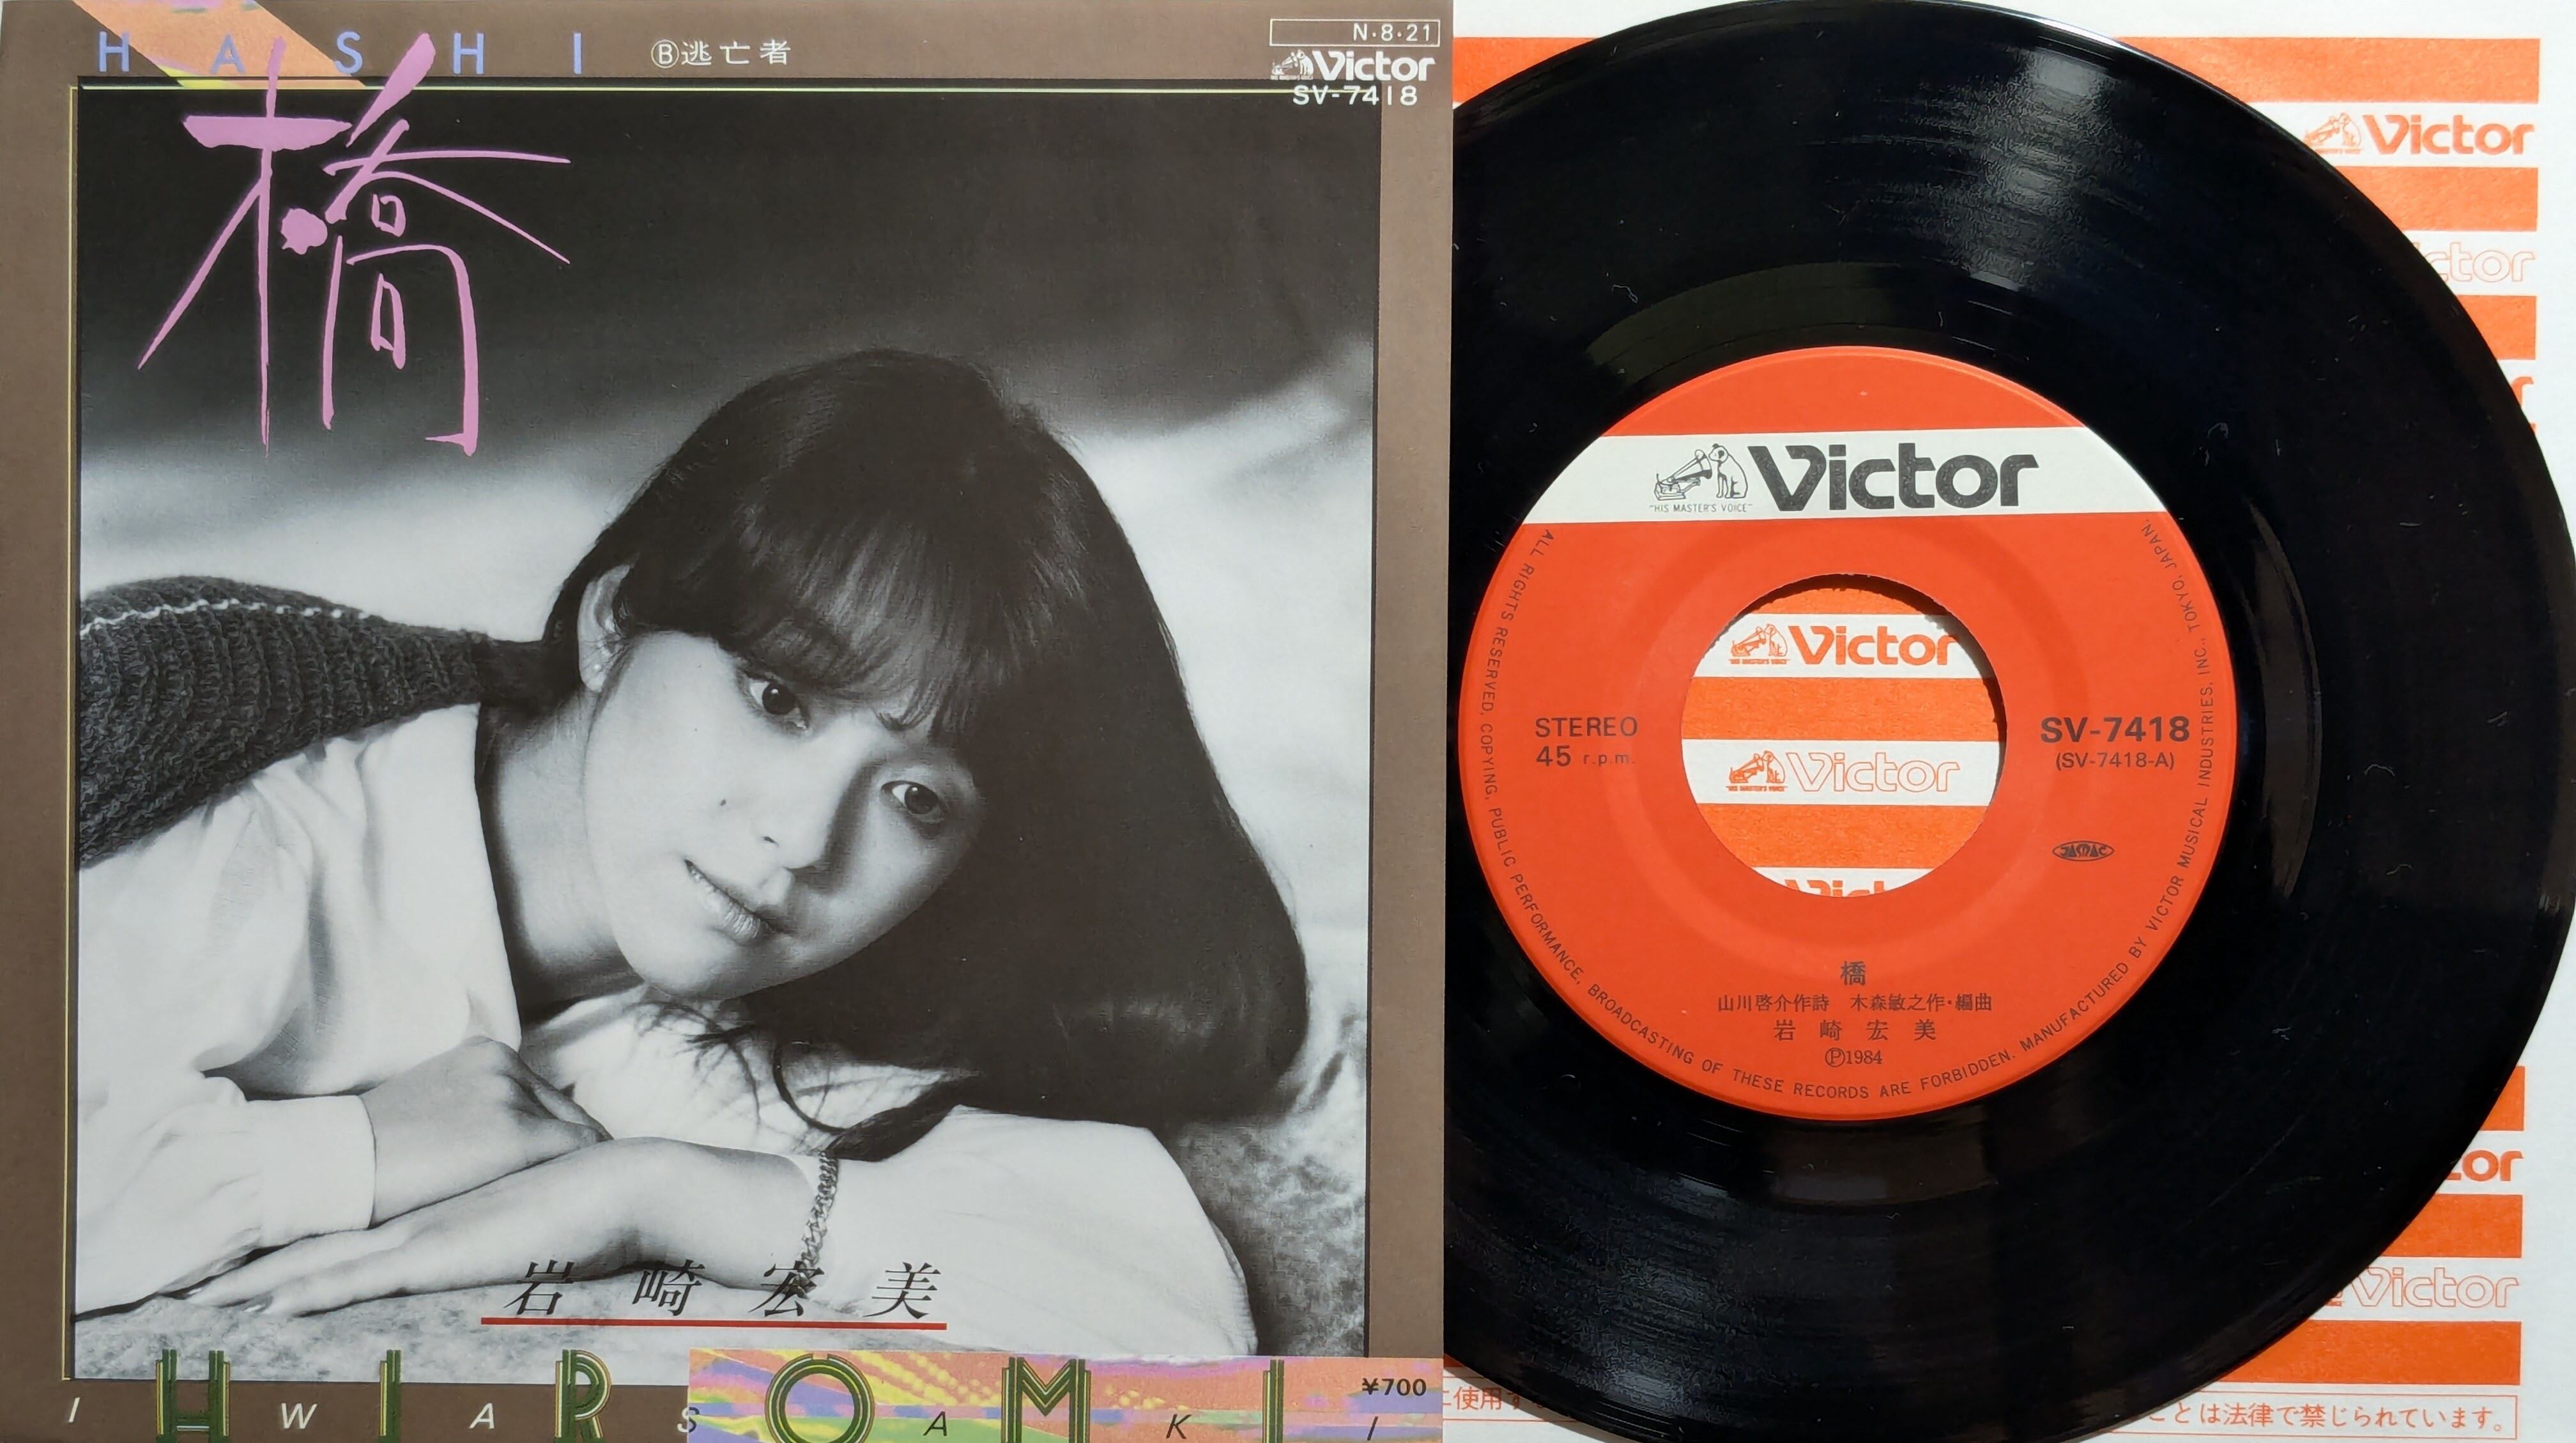 HASHI
Ⓑ逃亡者
N・8・21
Victor
SV-7418
橋
岩崎宏美
HIROMI
IWASAKI
¥700
Victor
"HIS MASTER'S VOICE"
Victor
STEREO
45 r.p.m.
SV-7418
(SV-7418-A)
JASRAC
橋
山川啓介作詩 木森敏之作・編曲
岩崎宏美
Ⓟ1984
ALL RIGHTS RESERVED, COPYING, PUBLIC PERFORMANCE, BROADCASTING OF THESE RECORDS ARE FORBIDDEN. MANUFACTURED BY VICTOR MUSICAL INDUSTRIES, INC., TOKYO, JAPAN.
Victor
Victor
Victor
Victor
ことは法律で禁じられています。